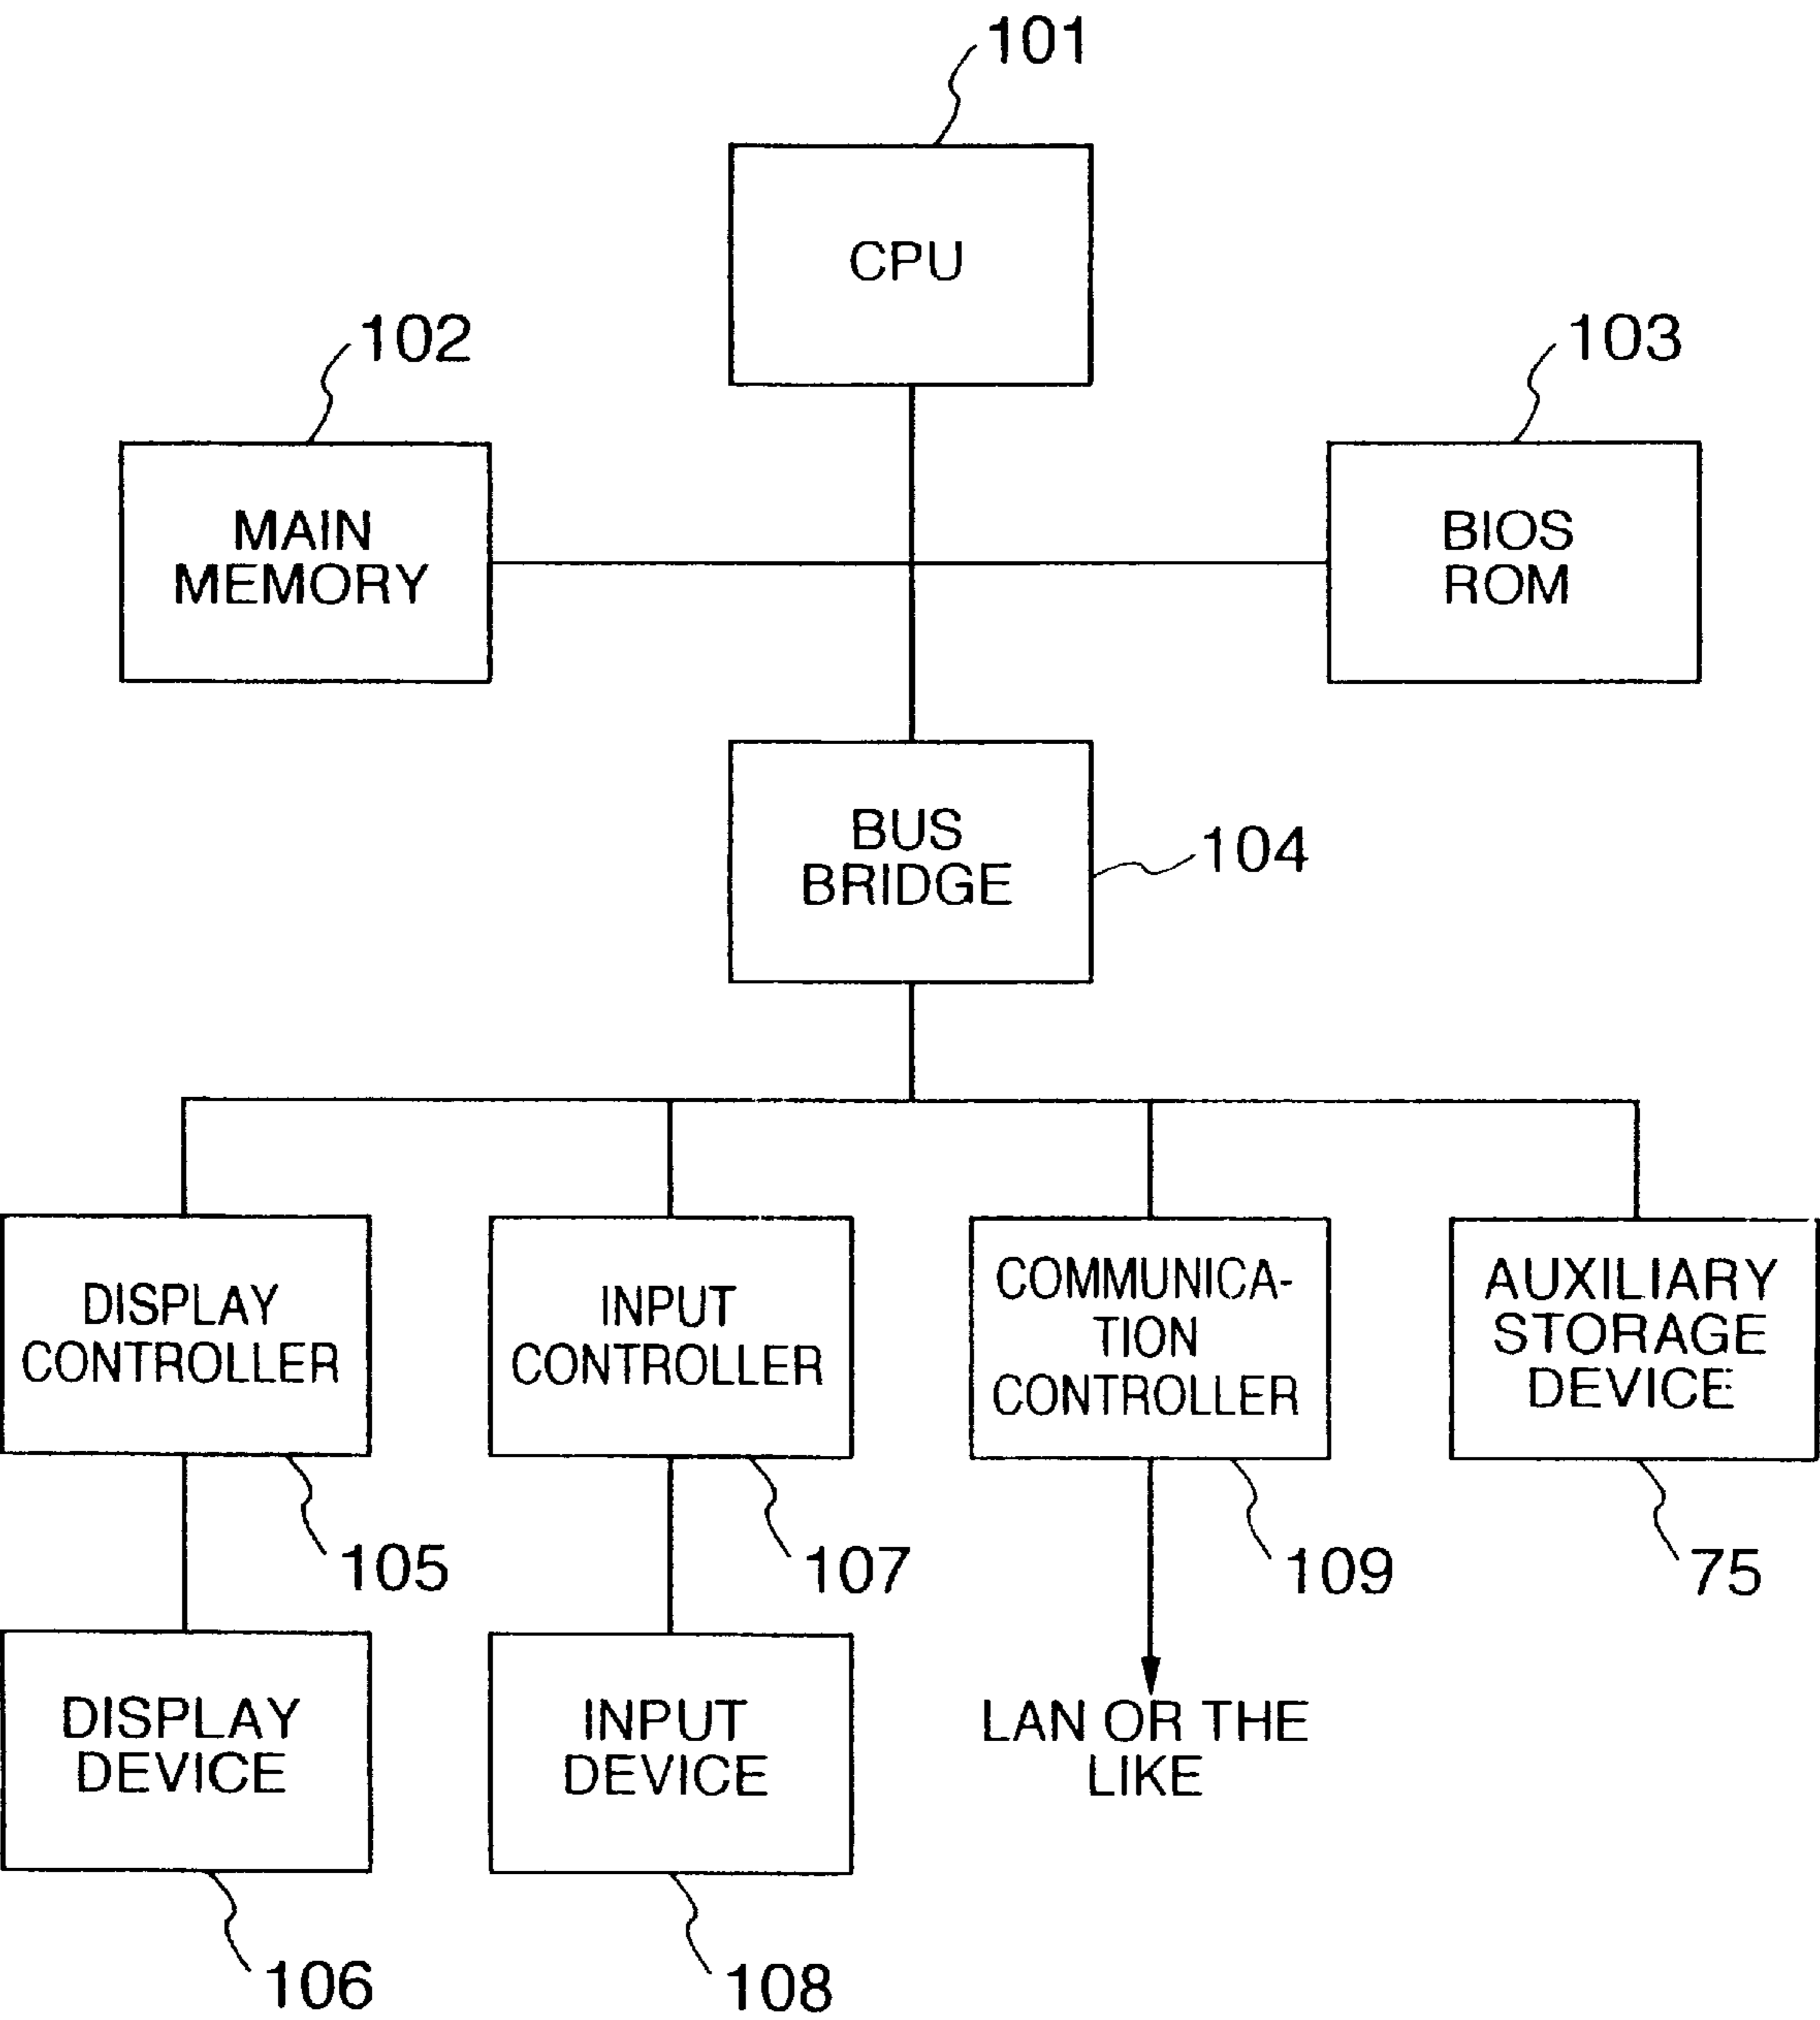 101
CPU
102
103
MAIN
MEMORY
BIOS
ROM
BUS
BRIDGE
104
DISPLAY
CONTROLLER
INPUT
CONTROLLER
COMMUNICA-
TION
CONTROLLER
AUXILIARY
STORAGE
DEVICE
105
107
109
75
DISPLAY
DEVICE
INPUT
DEVICE
LAN OR THE
LIKE
106
108